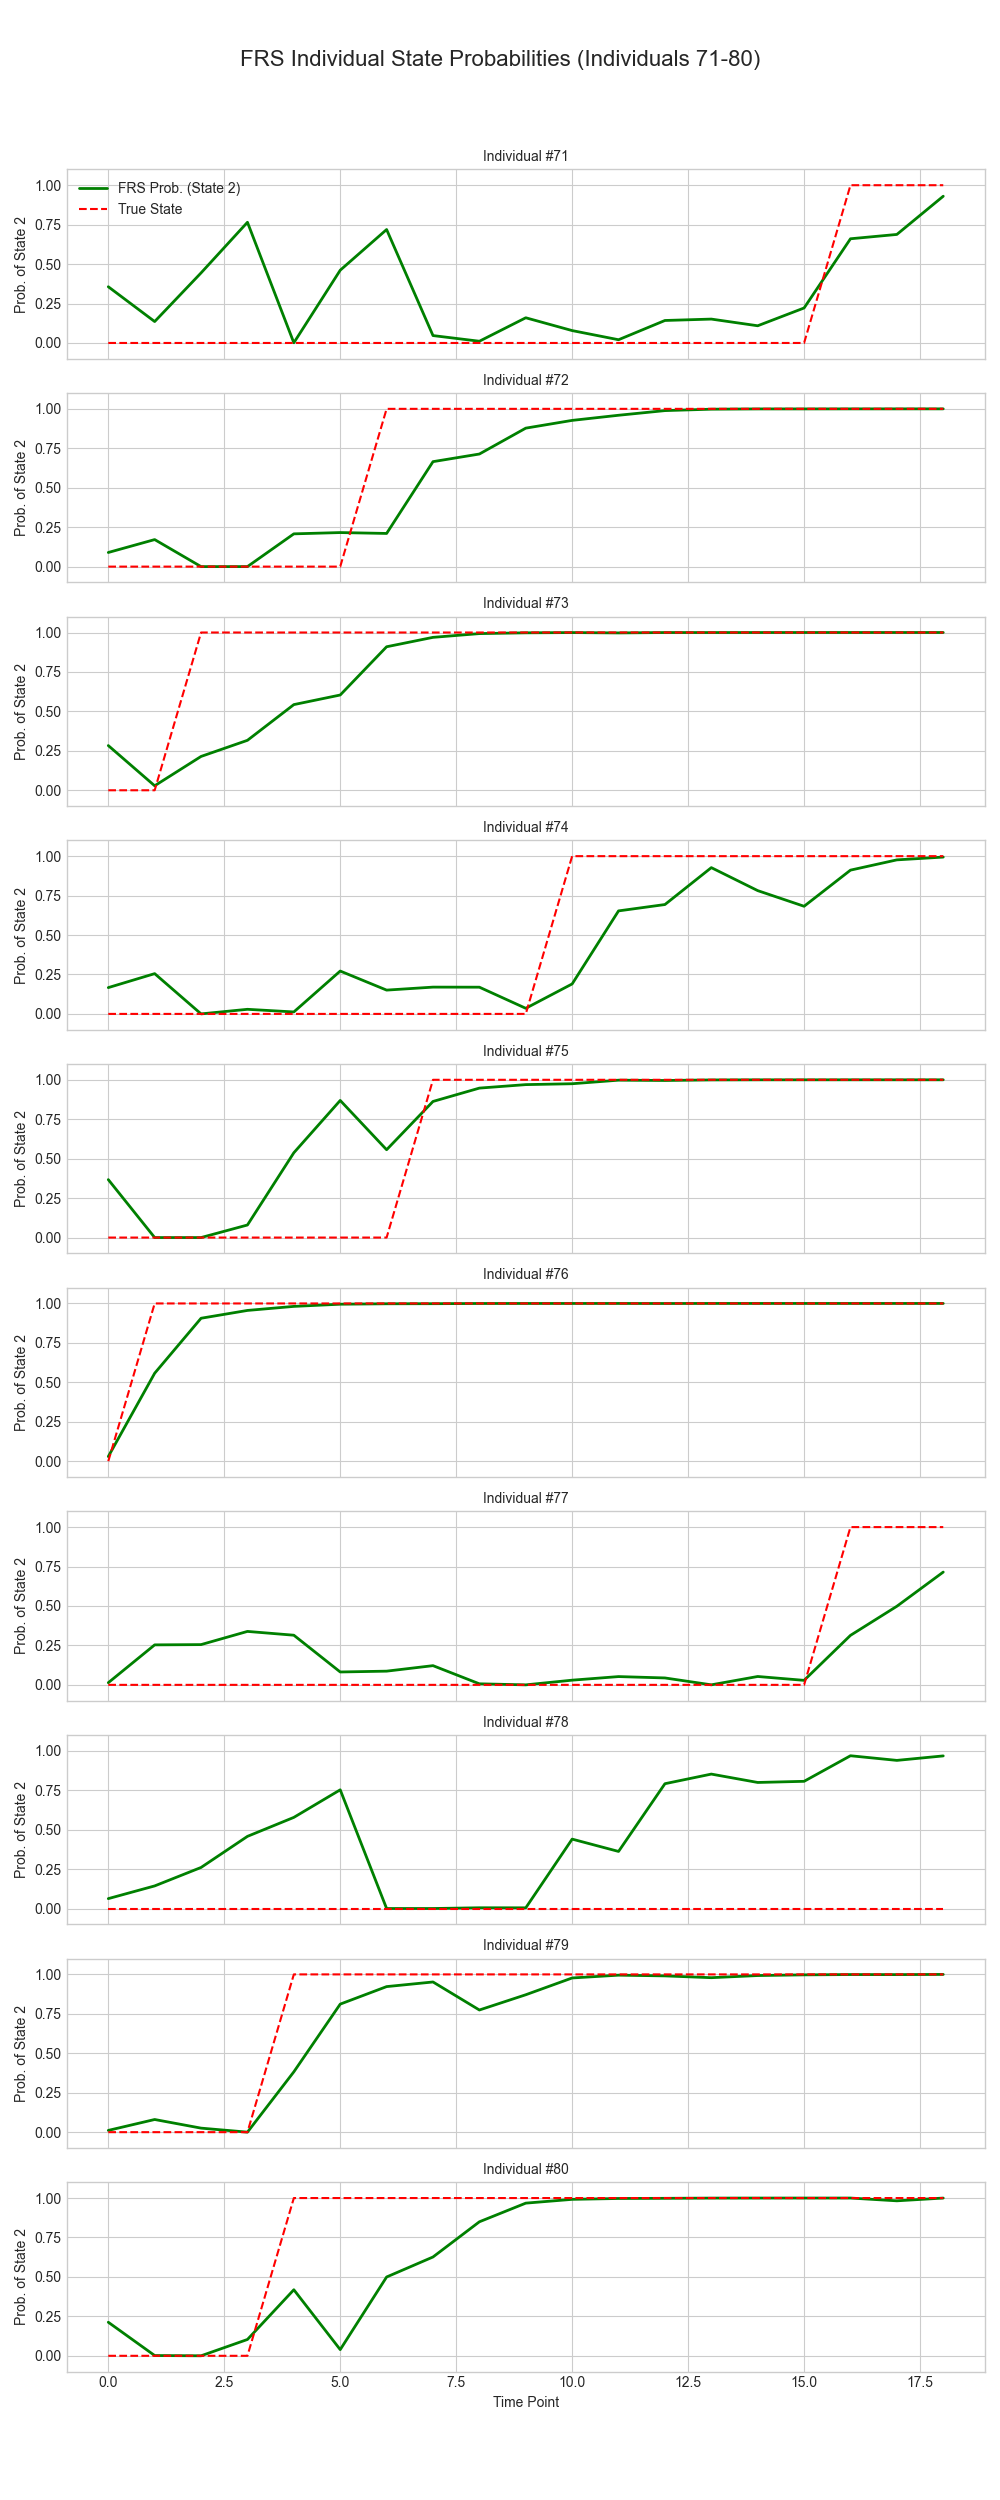 FRS Individual State Probabilities (Individuals 71-80)
Individual #71
FRS Prob. (State 2)
True State
Prob. of State 2
1.00
0.75
0.50
0.25
0.00
Individual #72
Prob. of State 2
1.00
0.75
0.50
0.25
0.00
Individual #73
Prob. of State 2
1.00
0.75
0.50
0.25
0.00
Individual #74
Prob. of State 2
1.00
0.75
0.50
0.25
0.00
Individual #75
Prob. of State 2
1.00
0.75
0.50
0.25
0.00
Individual #76
Prob. of State 2
1.00
0.75
0.50
0.25
0.00
Individual #77
Prob. of State 2
1.00
0.75
0.50
0.25
0.00
Individual #78
Prob. of State 2
1.00
0.75
0.50
0.25
0.00
Individual #79
Prob. of State 2
1.00
0.75
0.50
0.25
0.00
Individual #80
Prob. of State 2
1.00
0.75
0.50
0.25
0.00
0.0 2.5 5.0 7.5 10.0 12.5 15.0 17.5
Time Point